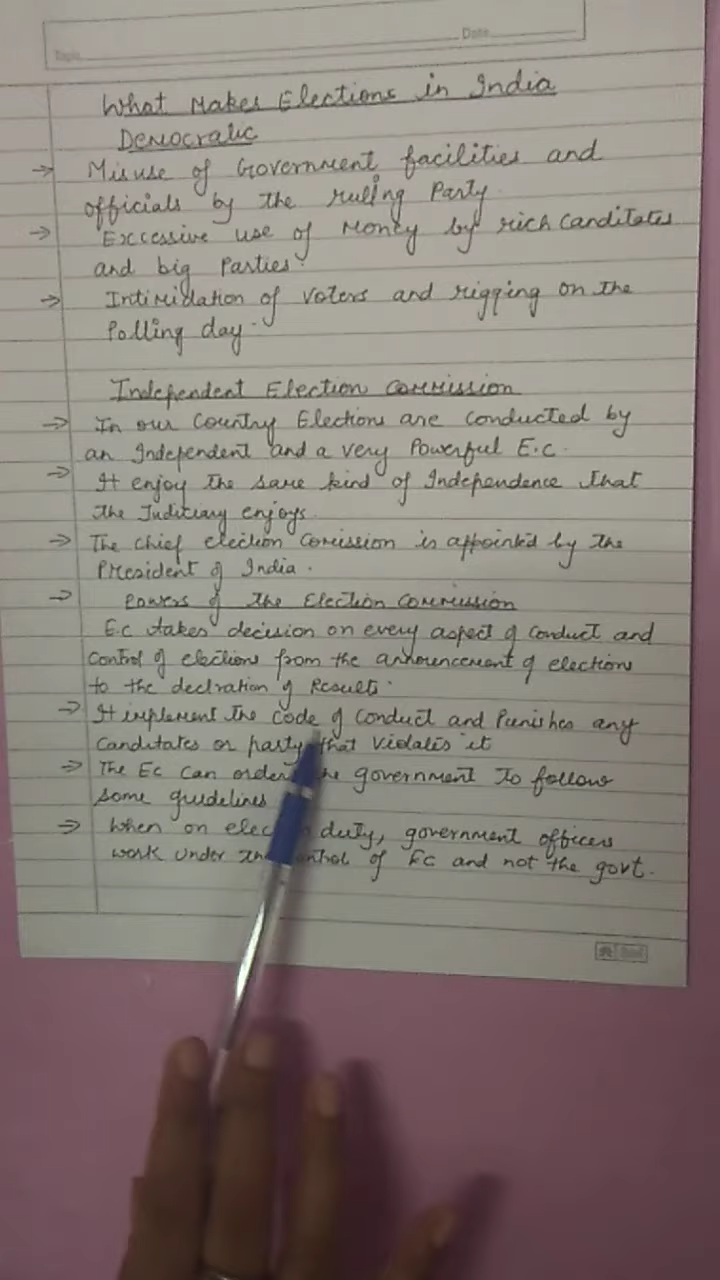 Date
What Makes Elections in India
Democratic
→ Misuse of Government facilities and
officials by the ruling Party
→ Excessive use of Money by rich Canditates
and big Parties.
→ Intimidation of voters and rigging on the
Polling day.
Independent Election Commission
→ In our Country Elections are conducted by
an Independent and a very Powerful E.C.
→ It enjoy the same kind of Independence that
the Juditiary enjoys.
→ The chief election Comission is appointed by the
President of India.
→ Powers of the Election Commission
E.C takes decision on every aspect of conduct and
Control of elections from the announcement of elections
to the declration of Results.
→ It implement the code of conduct and Punishes any
Canditates or party that violates it
→ The EC can order the government to follow
some guidelines
→ When on elec duty, government officers
work under the control of EC and not the govt.